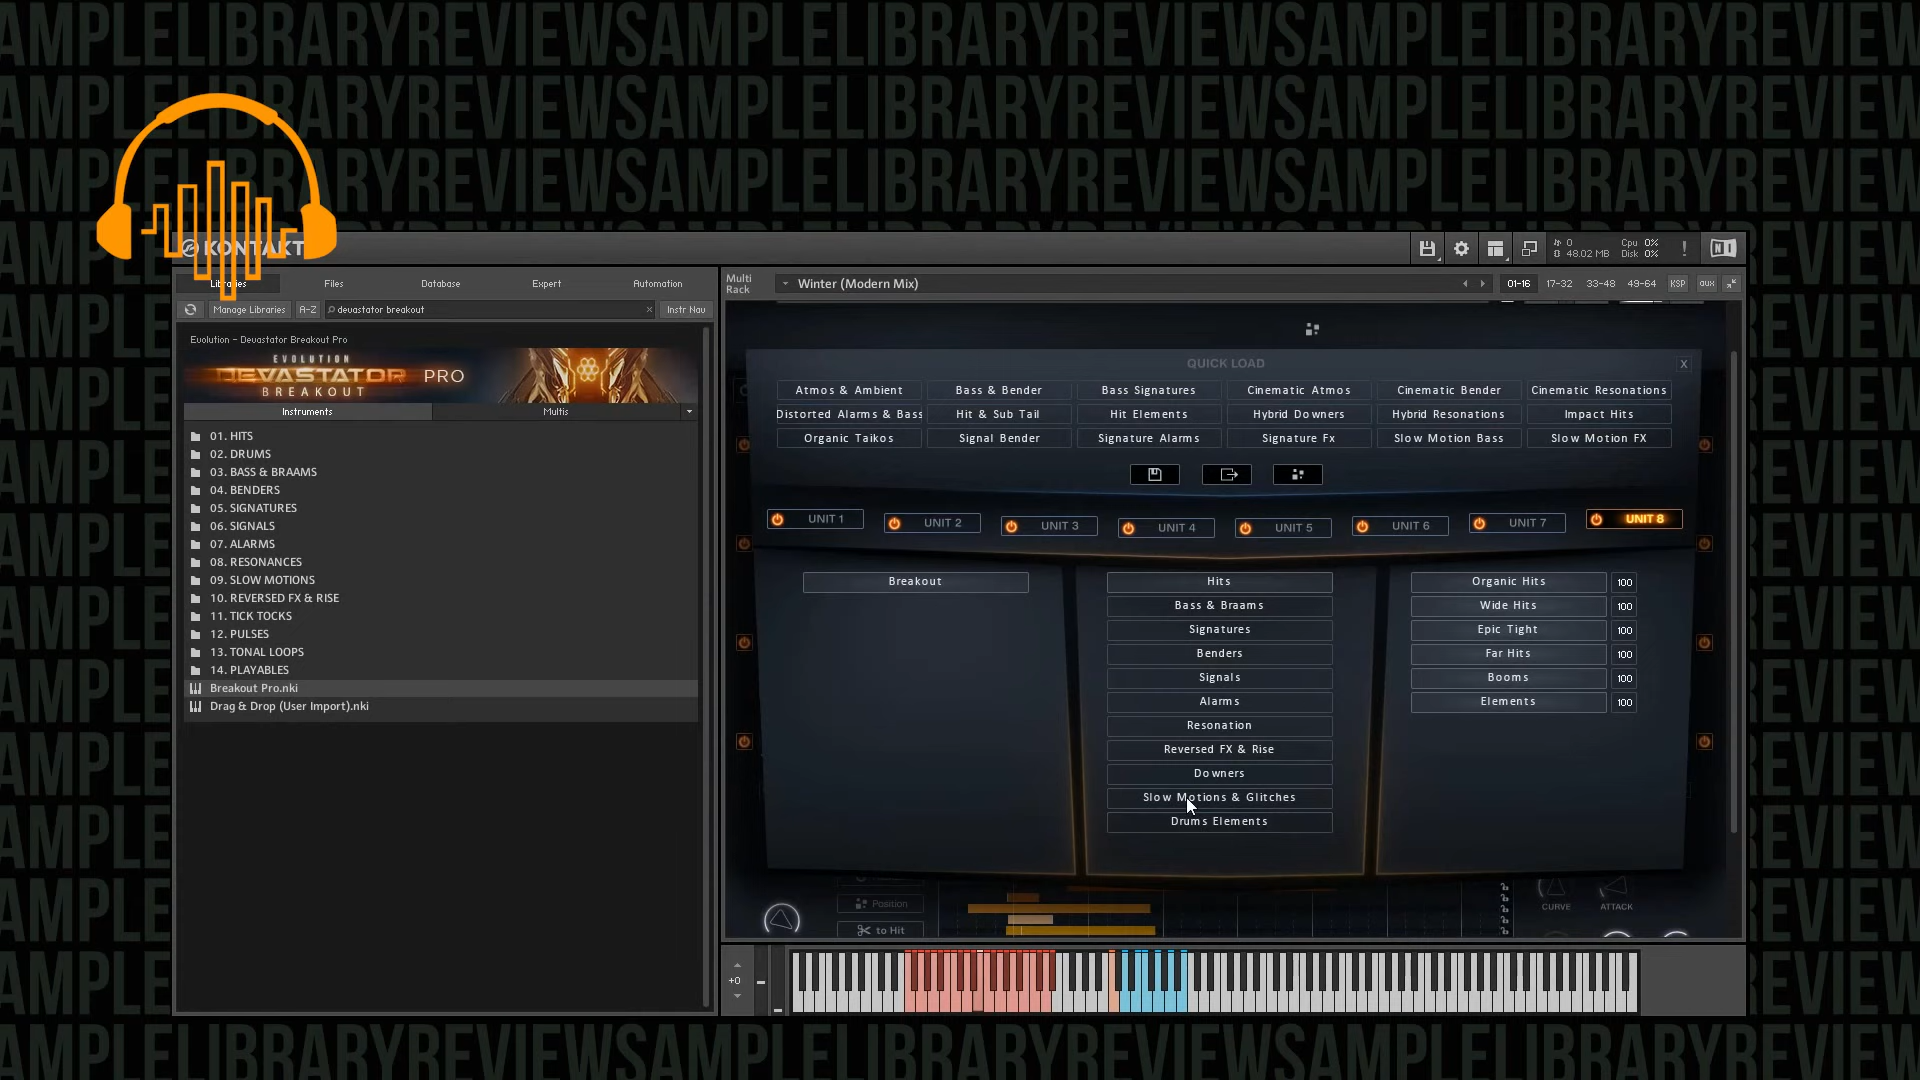 SAMPLELIBRARYREVIEW
KONTAKT
0
48.02 MB
Cpu 0%
Disk 0%
!
NI
Libraries
Files
Database
Expert
Automation
Manage Libraries
A-Z
devastator breakout
×
Instr Nav
Evolution - Devastator Breakout Pro
EVOLUTION
DEVASTATOR PRO
BREAKOUT
Instruments
Multis
01. HITS
02. DRUMS
03. BASS & BRAAMS
04. BENDERS
05. SIGNATURES
06. SIGNALS
07. ALARMS
08. RESONANCES
09. SLOW MOTIONS
10. REVERSED FX & RISE
11. TICK TOCKS
12. PULSES
13. TONAL LOOPS
14. PLAYABLES
Breakout Pro.nki
Drag & Drop (User Import).nki
Multi
Rack
Winter (Modern Mix)
01-16
17-32
33-48
49-64
KSP
aux
QUICK LOAD
X
Atmos & Ambient
Bass & Bender
Bass Signatures
Cinematic Atmos
Cinematic Bender
Cinematic Resonations
Distorted Alarms & Bass
Hit & Sub Tail
Hit Elements
Hybrid Downers
Hybrid Resonations
Impact Hits
Organic Taikos
Signal Bender
Signature Alarms
Signature Fx
Slow Motion Bass
Slow Motion FX
UNIT 1
UNIT 2
UNIT 3
UNIT 4
UNIT 5
UNIT 6
UNIT 7
UNIT 8
Breakout
Hits
Bass & Braams
Signatures
Benders
Signals
Alarms
Resonation
Reversed FX & Rise
Downers
Slow Motions & Glitches
Drums Elements
Organic Hits 100
Wide Hits 100
Epic Tight 100
Far Hits 100
Booms 100
Elements 100
Position
to Hit
CURVE
ATTACK
+0